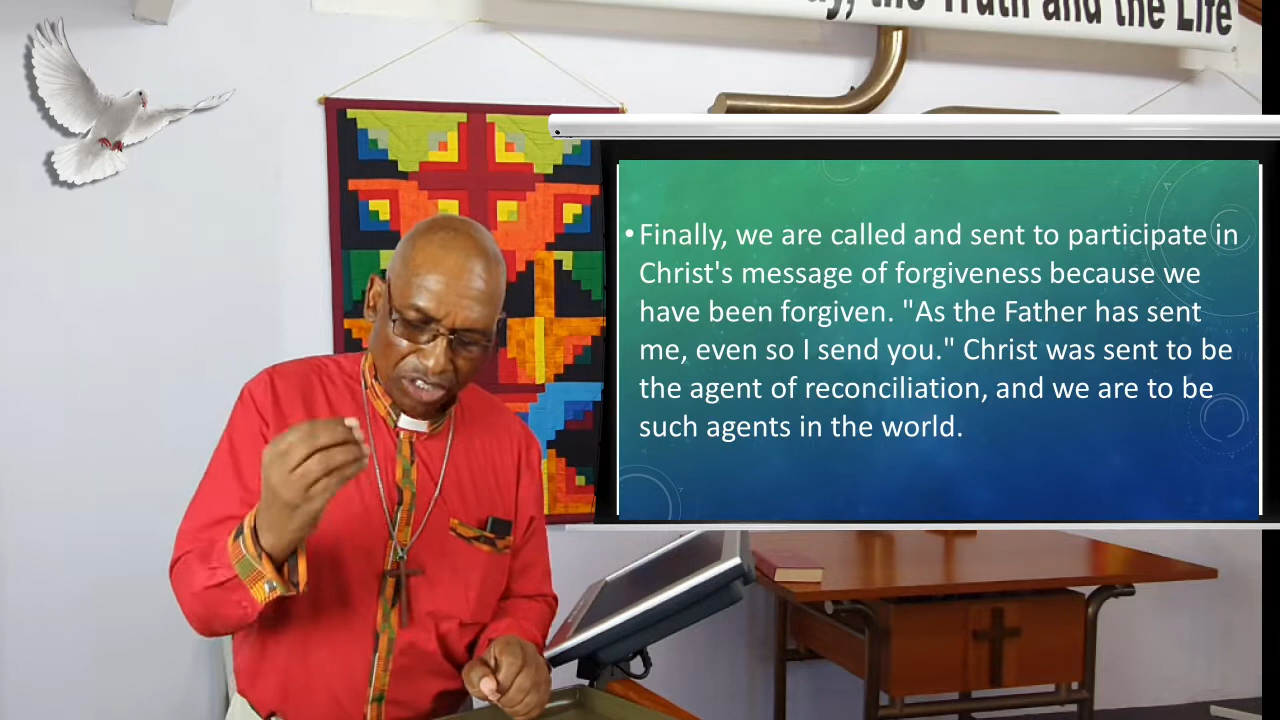 the Truth and the Life
• Finally, we are called and sent to participate in
Christ's message of forgiveness because we
have been forgiven. "As the Father has sent
me, even so I send you." Christ was sent to be
the agent of reconciliation, and we are to be
such agents in the world.